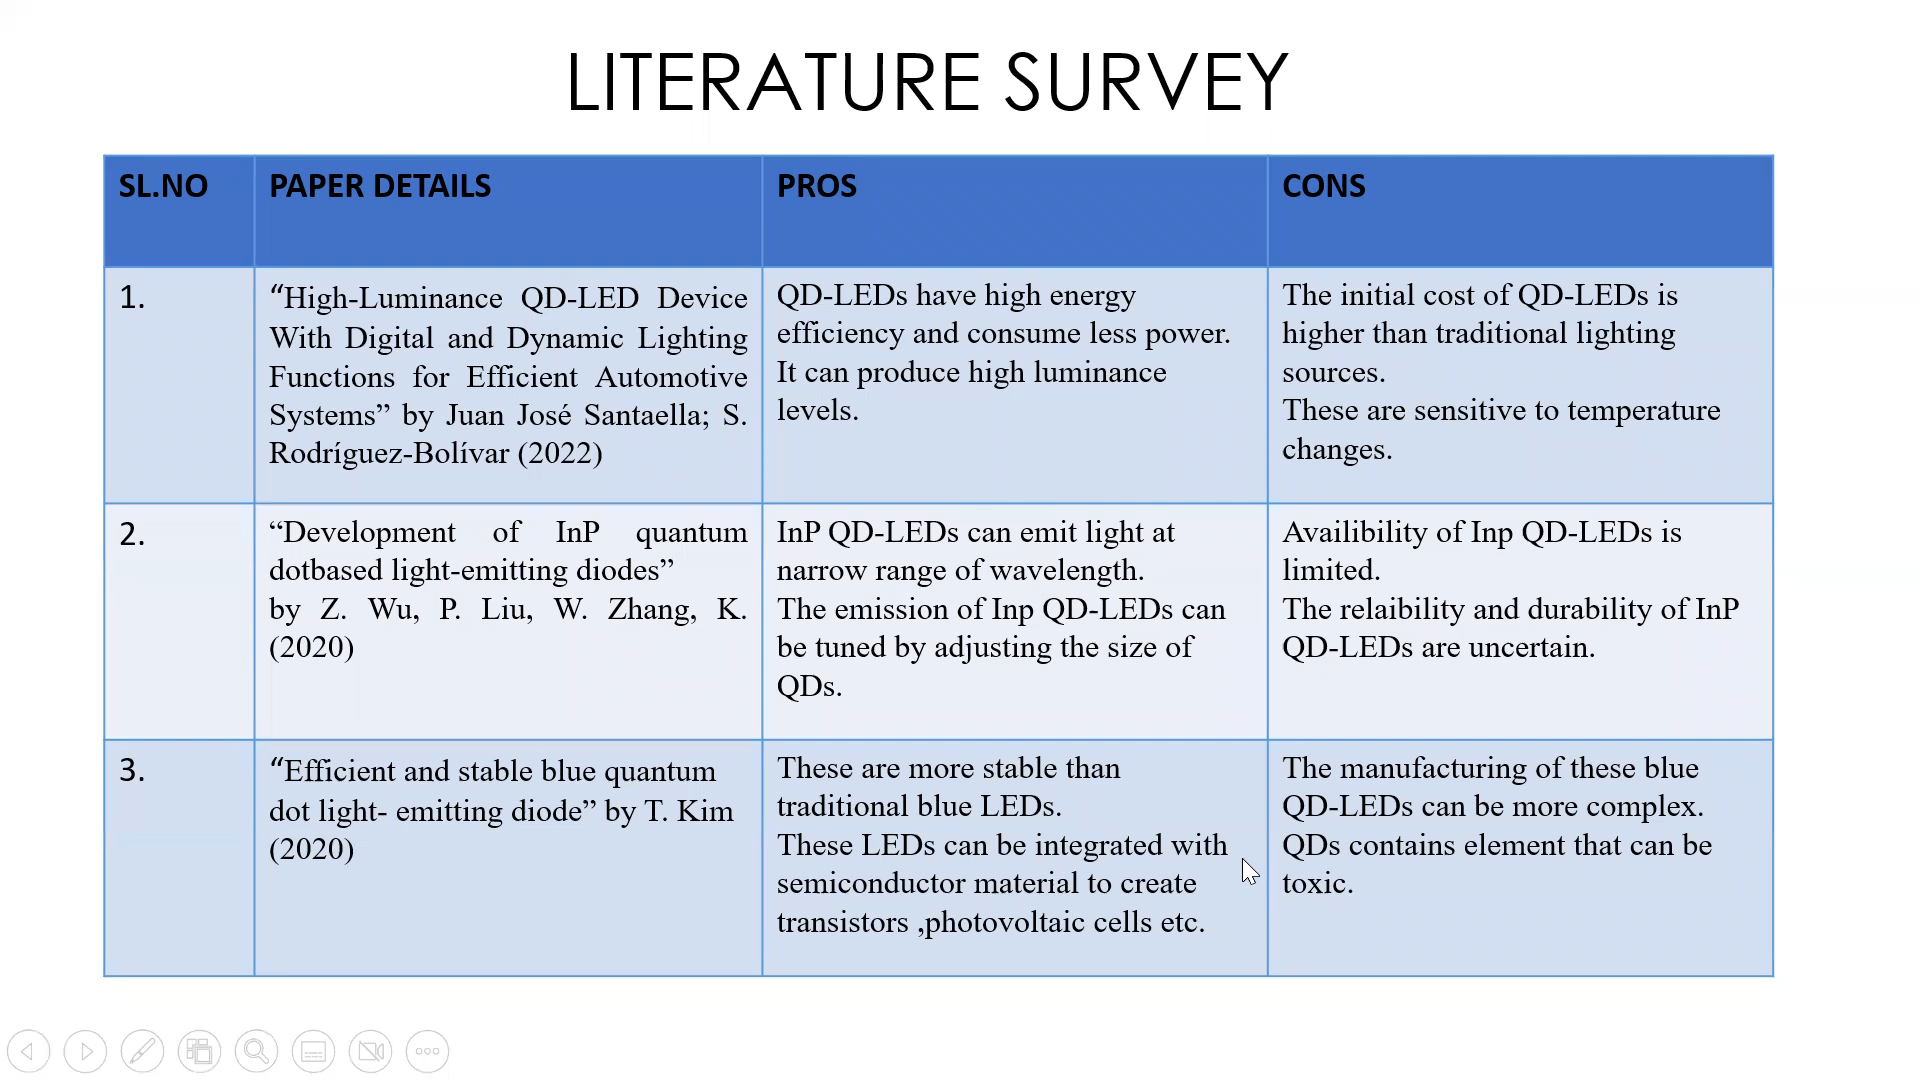 LITERATURE SURVEY
SL.NO
PAPER DETAILS
PROS
CONS
1.
“High-Luminance QD-LED Device
With Digital and Dynamic Lighting
Functions for Efficient Automotive
Systems” by Juan José Santaella; S.
Rodríguez-Bolívar (2022)
QD-LEDs have high energy
efficiency and consume less power.
It can produce high luminance
levels.
The initial cost of QD-LEDs is
higher than traditional lighting
sources.
These are sensitive to temperature
changes.
2.
“Development of InP quantum
dotbased light-emitting diodes”
by Z. Wu, P. Liu, W. Zhang, K.
(2020)
InP QD-LEDs can emit light at
narrow range of wavelength.
The emission of Inp QD-LEDs can
be tuned by adjusting the size of
QDs.
Availibility of Inp QD-LEDs is
limited.
The relaibility and durability of InP
QD-LEDs are uncertain.
3.
“Efficient and stable blue quantum
dot light- emitting diode” by T. Kim
(2020)
These are more stable than
traditional blue LEDs.
These LEDs can be integrated with
semiconductor material to create
transistors ,photovoltaic cells etc.
The manufacturing of these blue
QD-LEDs can be more complex.
QDs contains element that can be
toxic.